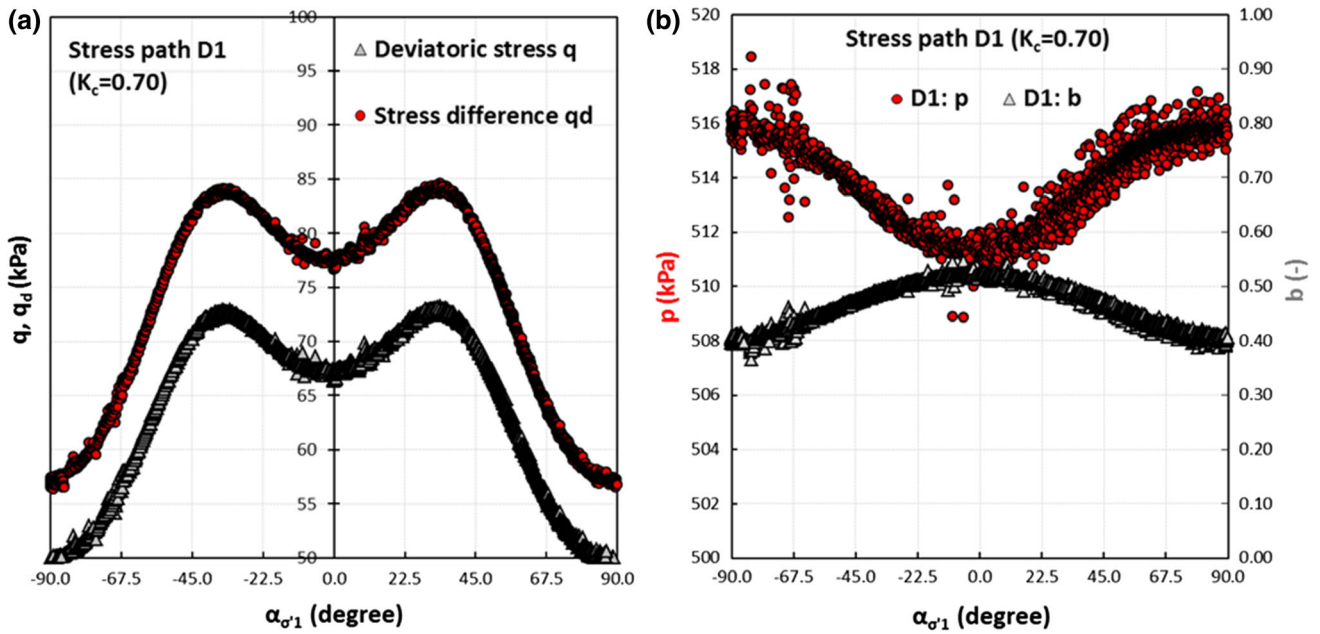 (a)
Stress path D1
(Kc=0.70)
Deviatoric stress q
Stress difference qd
100
95
90
85
80
75
70
65
60
55
50
-90.0 -67.5 -45.0 -22.5 0.0 22.5 45.0 67.5 90.0
q, qd (kPa)
ασ'1 (degree)
(b)
Stress path D1 (Kc=0.70)
D1: p D1: b
520
518
516
514
512
510
508
506
504
502
500
p (kPa)
1.00
0.90
0.80
0.70
0.60
0.50
0.40
0.30
0.20
0.10
0.00
b (-)
-90.0 -67.5 -45.0 -22.5 0.0 22.5 45.0 67.5 90.0
ασ'1 (degree)